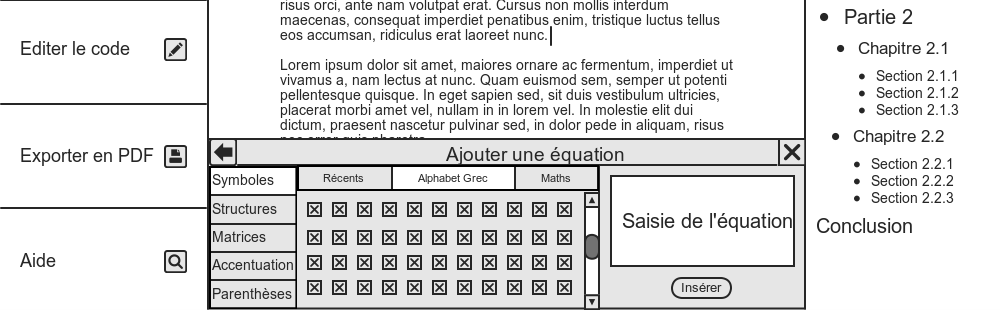 Editer le code
Exporter en PDF
Aide
risus orci, ante nam volutpat erat. Cursus non mollis interdum
maecenas, consequat imperdiet penatibus enim, tristique luctus tellus
eos accumsan, ridiculus erat laoreet nunc.
Lorem ipsum dolor sit amet, maiores ornare ac fermentum, imperdiet ut
vivamus a, nam lectus at nunc. Quam euismod sem, semper ut potenti
pellentesque quisque. In eget sapien sed, sit duis vestibulum ultricies,
placerat morbi amet vel, nullam in in lorem vel. In molestie elit dui
dictum, praesent nascetur pulvinar sed, in dolor pede in aliquam, risus
Ajouter une équation
Symboles
Structures
Matrices
Accentuation
Parenthèses
Récents
Alphabet Grec
Maths
Saisie de l'équation
Insérer
Partie 2
Chapitre 2.1
Section 2.1.1
Section 2.1.2
Section 2.1.3
Chapitre 2.2
Section 2.2.1
Section 2.2.2
Section 2.2.3
Conclusion